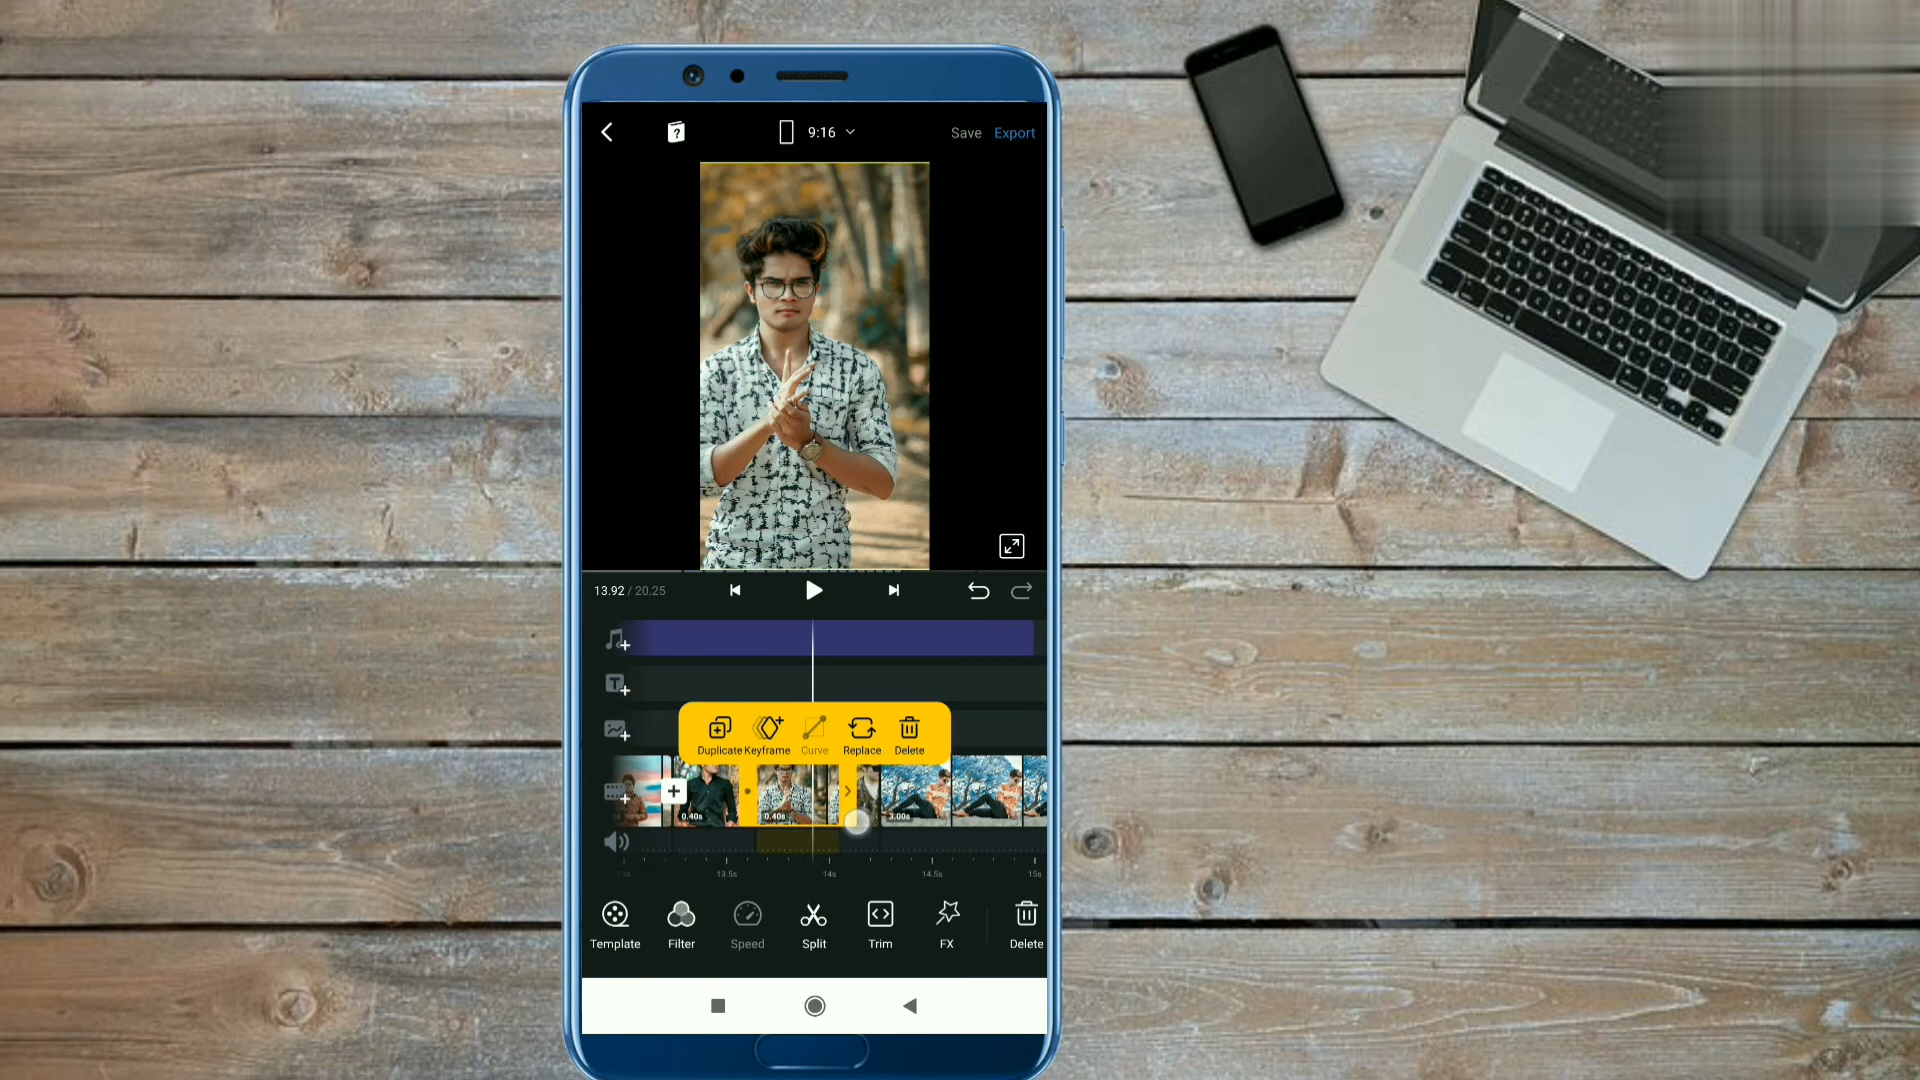 9:16
Save Export
13.92 / 20.25
Duplicate Keyframe Curve Replace Delete
0.40s 0.40s 3.00s
13s 13.5s 14s 14.5s 15s
Template Filter Speed Split Trim FX Delete